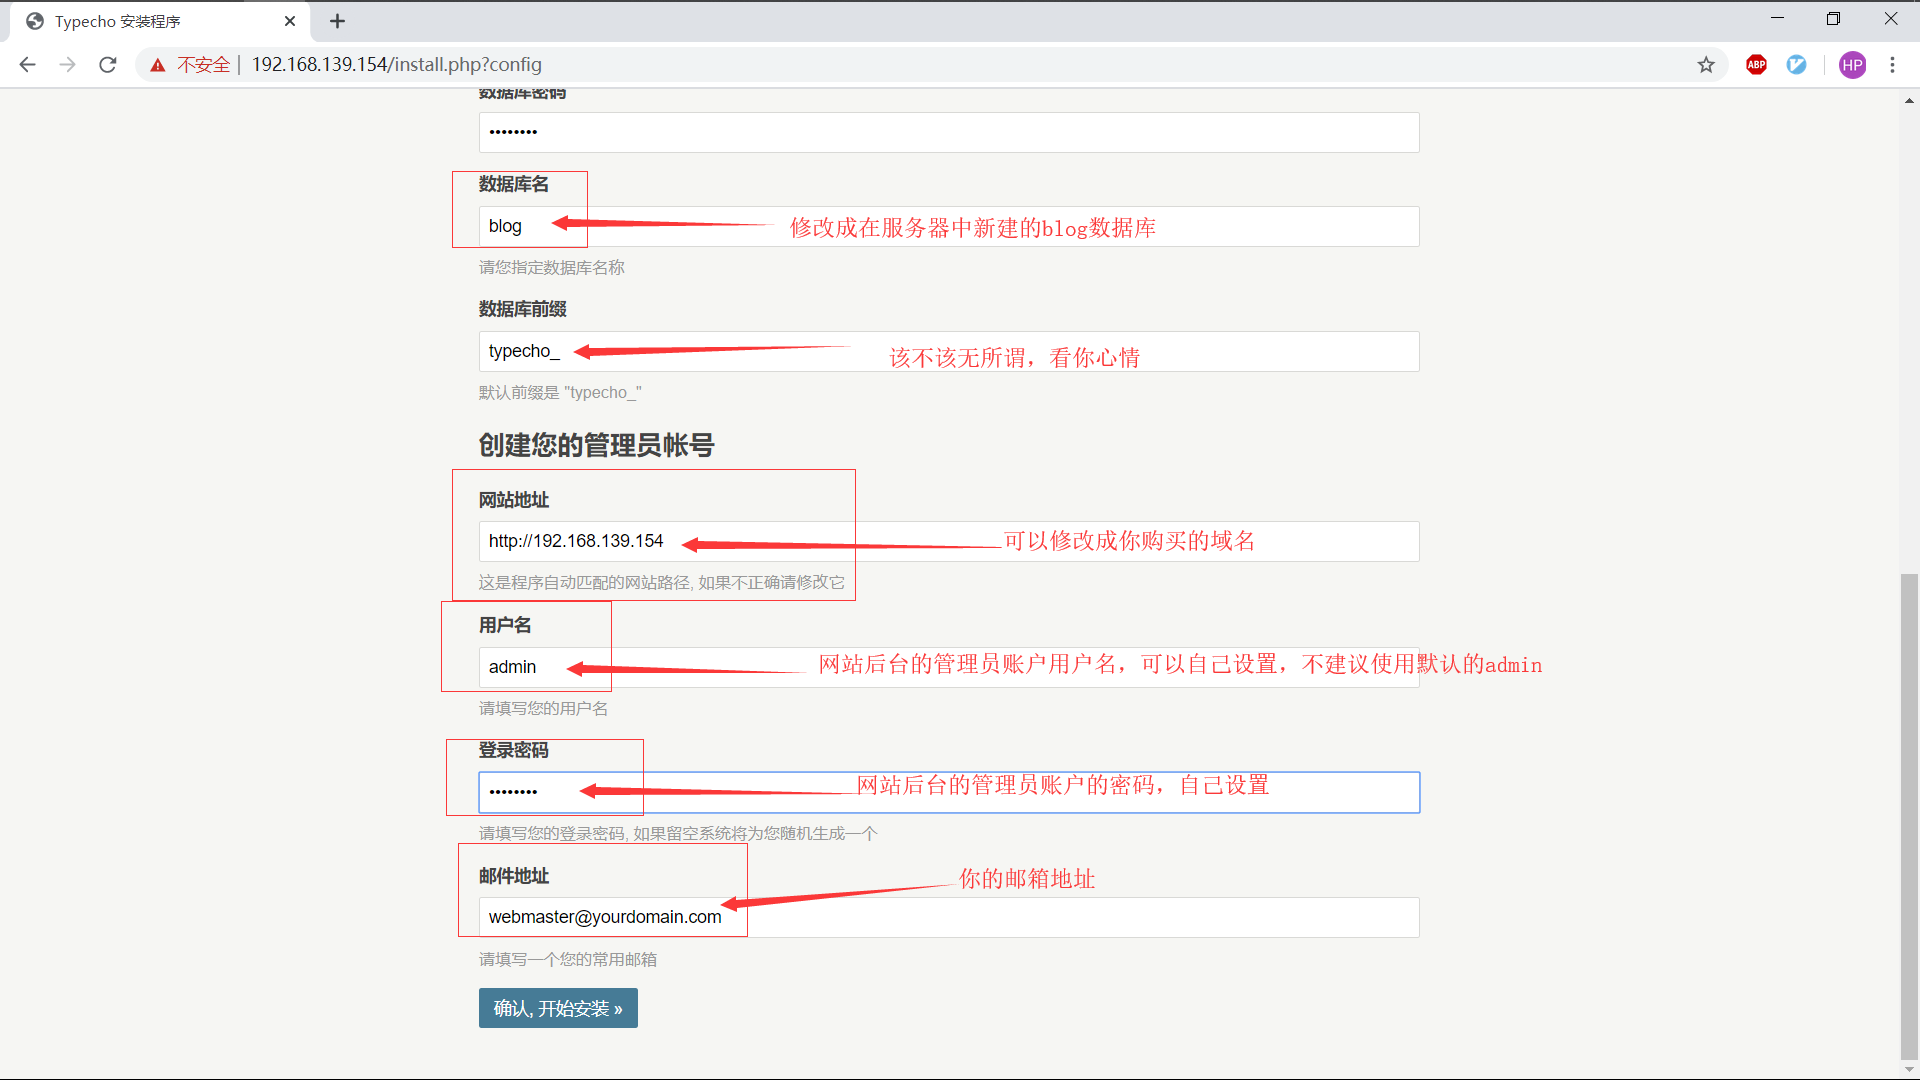 Typecho 安装程序
不安全 | 192.168.139.154/install.php?config
ABP
HP
数据库密码
••••••••
数据库名
blog
修改成在服务器中新建的blog数据库
请您指定数据库名称
数据库前缀
typecho_
该不该无所谓，看你心情
默认前缀是 "typecho_"
创建您的管理员帐号
网站地址
http://192.168.139.154
可以修改成你购买的域名
这是程序自动匹配的网站路径, 如果不正确请修改它
用户名
admin
网站后台的管理员账户用户名，可以自己设置，不建议使用默认的admin
请填写您的用户名
登录密码
••••••••
网站后台的管理员账户的密码，自己设置
请填写您的登录密码, 如果留空系统将为您随机生成一个
邮件地址
你的邮箱地址
webmaster@yourdomain.com
请填写一个您的常用邮箱
确认, 开始安装 »